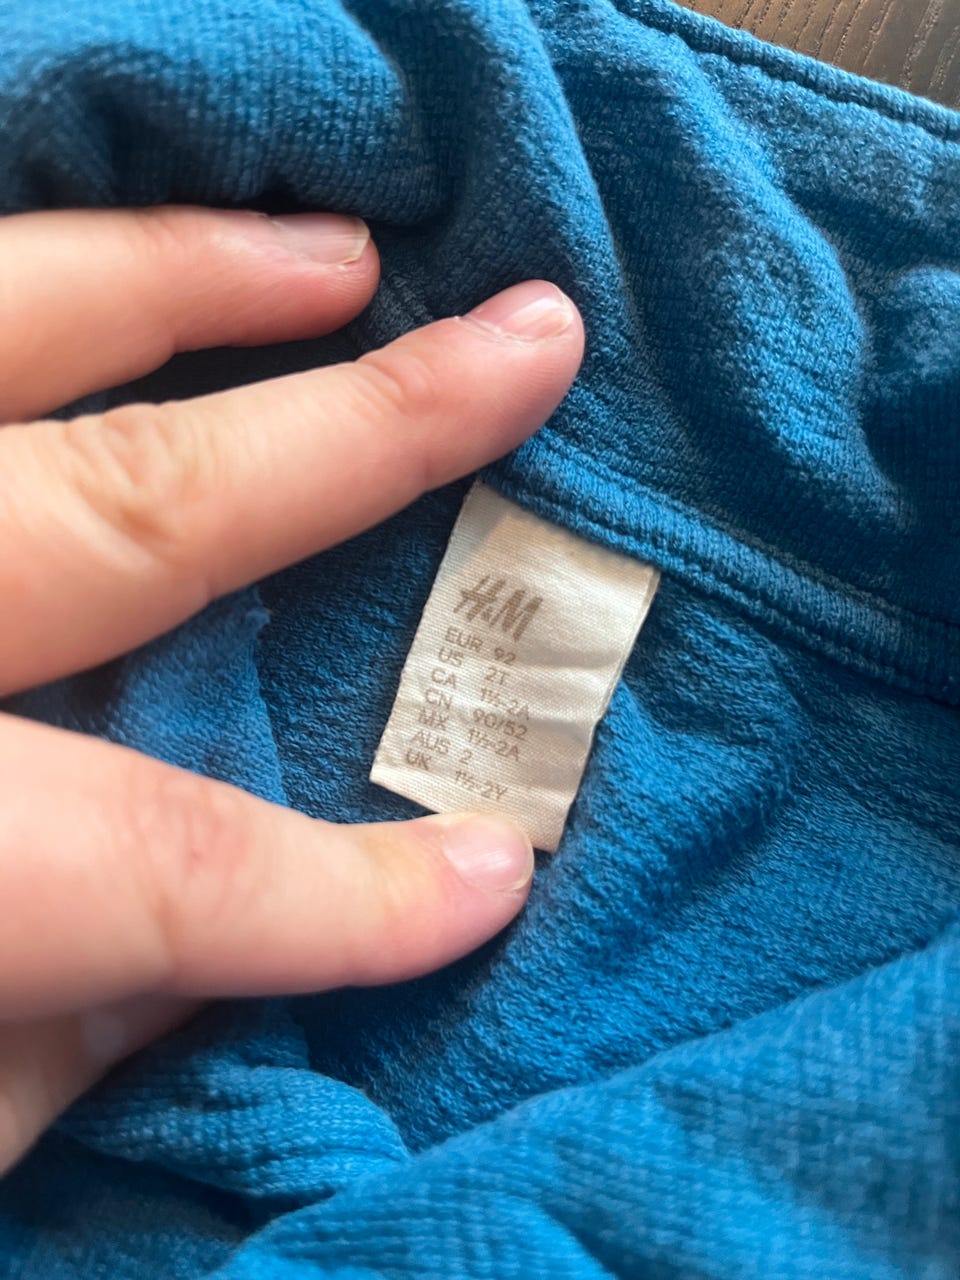 H&M
EUR 92
US 2T
CA 1½-2A
CN 90/52
MX 1½-2A
AUS 2
UK 1½-2Y